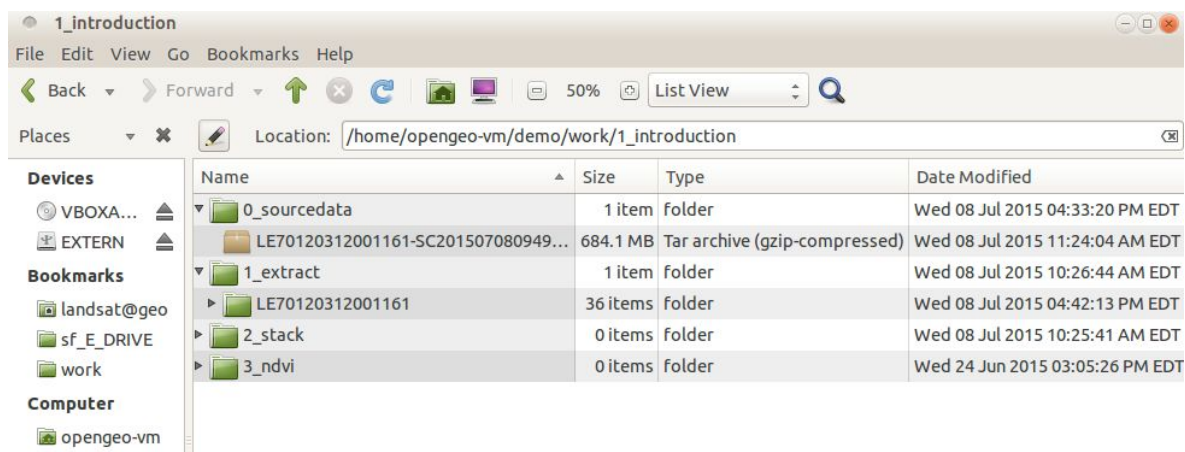 1_introduction
File Edit View Go Bookmarks Help
Back Forward 50% List View
Places Location: /home/opengeo-vm/demo/work/1_introduction
Devices
VBOXA...
EXTERN
Bookmarks
landsat@geo
sf_E_DRIVE
work
Computer
opengeo-vm
Name Size Type Date Modified
0_sourcedata 1 item folder Wed 08 Jul 2015 04:33:20 PM EDT
LE70120312001161-SC201507080949... 684.1 MB Tar archive (gzip-compressed) Wed 08 Jul 2015 11:24:04 AM EDT
1_extract 1 item folder Wed 08 Jul 2015 10:26:44 AM EDT
LE70120312001161 36 items folder Wed 08 Jul 2015 04:42:13 PM EDT
2_stack 0 items folder Wed 08 Jul 2015 10:25:41 AM EDT
3_ndvi 0 items folder Wed 24 Jun 2015 03:05:26 PM EDT